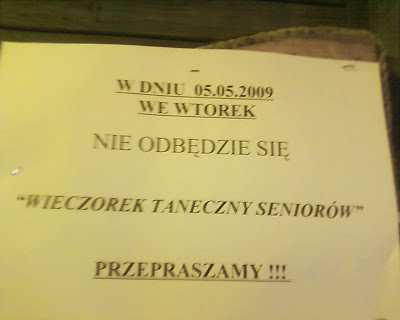 W DNIU 05.05.2009
WE WTOREK
NIE ODBĘDZIE SIĘ
“WIECZOREK TANECZNY SENIORÓW”
PRZEPRASZAMY !!!